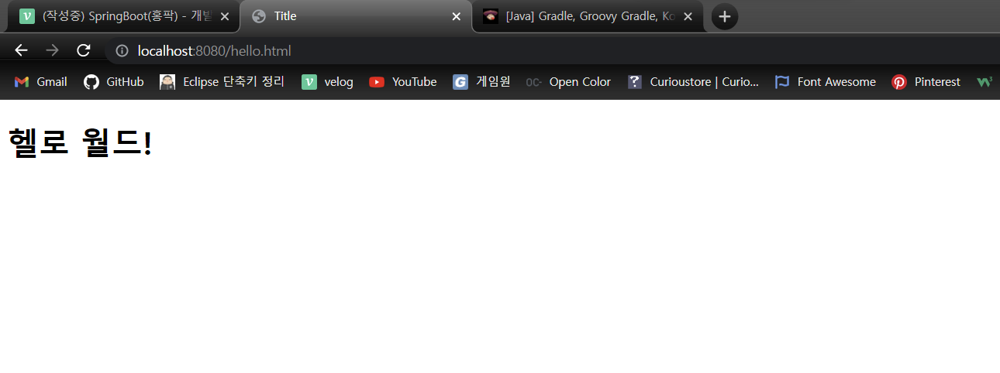 (작성중) SpringBoot(홍팍) - 개발
Title
[Java] Gradle, Groovy Gradle, Ko
localhost:8080/hello.html
Gmail GitHub Eclipse 단축키 정리 velog YouTube 게임원 OC- Open Color Curioustore | Curio... Font Awesome Pinterest
헬로 월드!